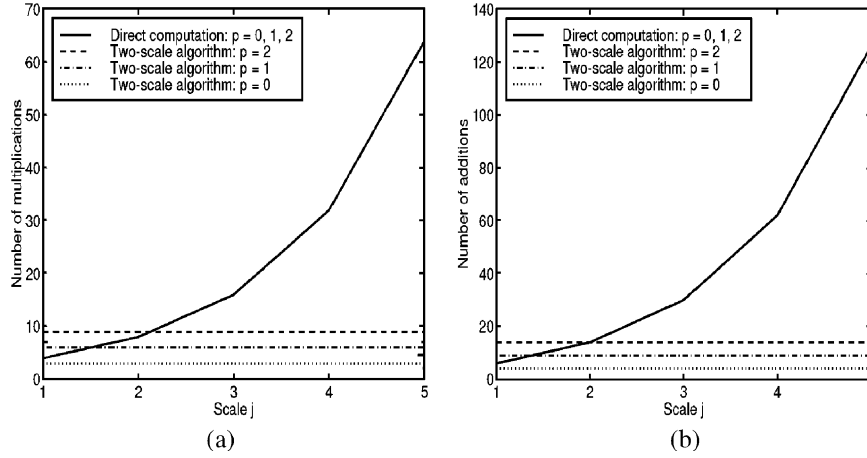 70
60
50
40
30
20
10
0
Number of multiplications
Direct computation: p = 0, 1, 2
Two-scale algorithm: p = 2
Two-scale algorithm: p = 1
Two-scale algorithm: p = 0
1 2 3 4 5
Scale j
(a)
140
120
100
80
60
40
20
0
Number of additions
Direct computation: p = 0, 1, 2
Two-scale algorithm: p = 2
Two-scale algorithm: p = 1
Two-scale algorithm: p = 0
1 2 3 4
Scale j
(b)